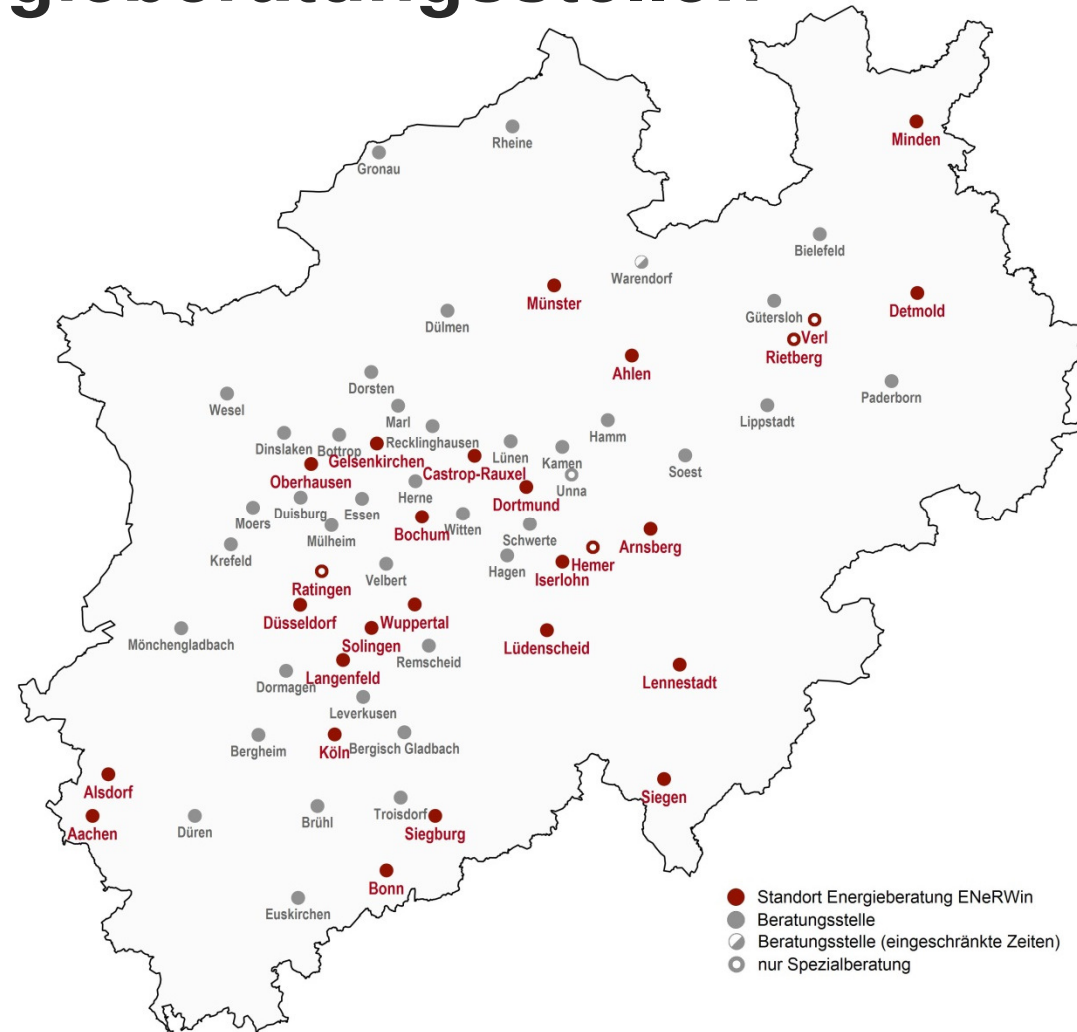 gieberatungsstellen
Minden
Rheine
Gronau
Bielefeld
Warendorf
Münster
Detmold
Gütersloh
Dülmen
Verl
Rietberg
Ahlen
Dorsten
Paderborn
Wesel
Marl
Lippstadt
Recklinghausen
Hamm
Dinslaken
Bottrop
Lünen
Kamen
Gelsenkirchen
Castrop-Rauxel
Soest
Oberhausen
Unna
Herne
Dortmund
Duisburg
Essen
Moers
Bochum
Witten
Schwerte
Mülheim
Arnsberg
Krefeld
Hagen
Hemer
Iserlohn
Velbert
Ratingen
Düsseldorf
Wuppertal
Mönchengladbach
Solingen
Remscheid
Lüdenscheid
Langenfeld
Lennestadt
Dormagen
Leverkusen
Bergheim
Köln
Bergisch Gladbach
Alsdorf
Siegen
Aachen
Düren
Brühl
Troisdorf
Siegburg
Bonn
Euskirchen
Standort Energieberatung ENeRWin
Beratungsstelle
Beratungsstelle (eingeschränkte Zeiten)
nur Spezialberatung